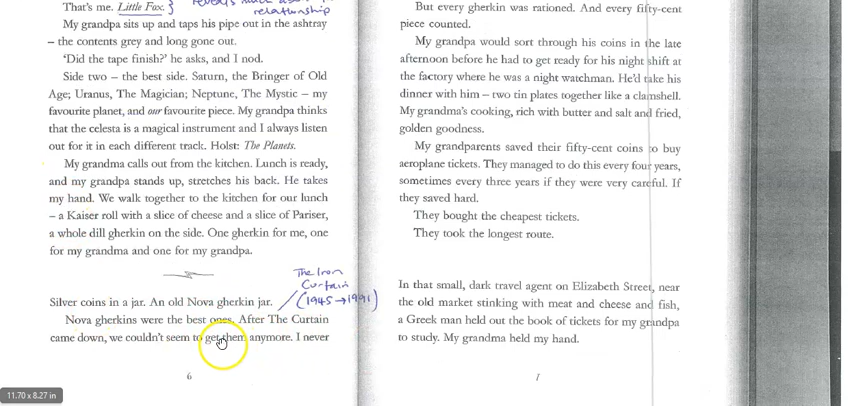 That's me. Little Fox.
relationship
My grandpa sits up and taps his pipe out in the ashtray
– the contents grey and long gone out.
'Did the tape finish?' he asks, and I nod.
Side two – the best side. Saturn, the Bringer of Old
Age; Uranus, The Magician; Neptune, The Mystic – my
favourite planet, and our favourite piece. My grandpa thinks
that the celesta is a magical instrument and I always listen
out for it in each different track. Holst: The Planets.
My grandma calls out from the kitchen. Lunch is ready,
and my grandpa stands up, stretches his back. He takes
my hand. We walk together to the kitchen for our lunch
– a Kaiser roll with a slice of cheese and a slice of Pariser,
a whole dill gherkin on the side. One gherkin for me, one
for my grandma and one for my grandpa.
The Iron
Curtain
(1945 → 1991)
Silver coins in a jar. An old Nova gherkin jar.
Nova gherkins were the best ones. After The Curtain
came down, we couldn't seem to get them anymore. I never
6
But every gherkin was rationed. And every fifty-cent
piece counted.
My grandpa would sort through his coins in the late
afternoon before he had to get ready for his night shift at
the factory where he was a night watchman. He'd take his
dinner with him – two tin plates together like a clamshell.
My grandma's cooking, rich with butter and salt and fried,
golden goodness.
My grandparents saved their fifty-cent coins to buy
aeroplane tickets. They managed to do this every four years,
sometimes every three years if they were very careful. If
they saved hard.
They bought the cheapest tickets.
They took the longest route.
In that small, dark travel agent on Elizabeth Street, near
the old market stinking with meat and cheese and fish,
a Greek man held out the book of tickets for my grandpa
to study. My grandma held my hand.
7
11.70 x 8.27 in